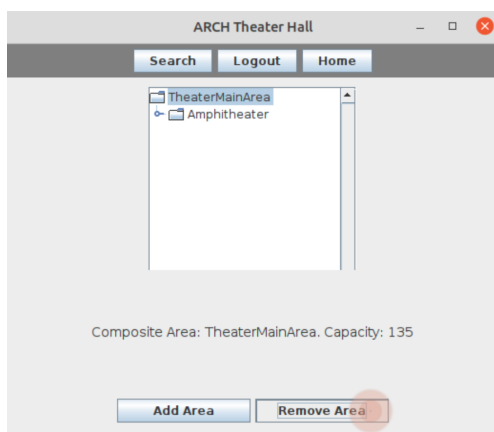 ARCH Theater Hall
Search Logout Home
TheaterMainArea
Amphitheater
Composite Area: TheaterMainArea. Capacity: 135
Add Area Remove Area